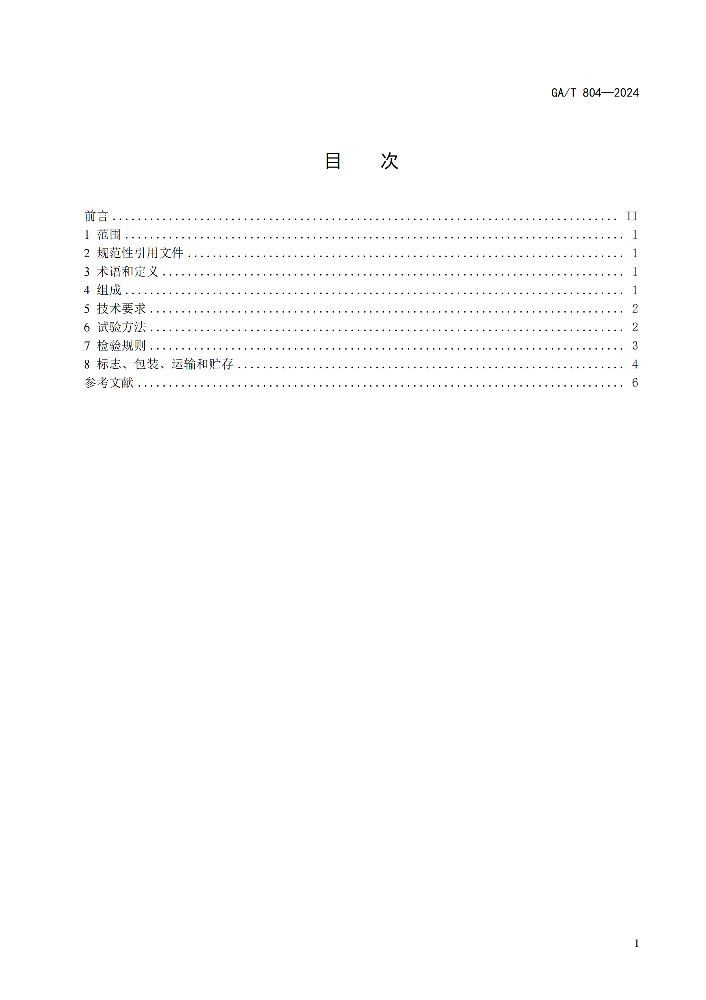 GA/T 804—2024
目 次
前言 ................................................................................ II
1 范围 ............................................................................... 1
2 规范性引用文件 ..................................................................... 1
3 术语和定义 ......................................................................... 1
4 组成 ............................................................................... 1
5 技术要求 ........................................................................... 2
6 试验方法 ........................................................................... 2
7 检验规则 ........................................................................... 3
8 标志、包装、运输和贮存 ............................................................. 4
参考文献 ............................................................................. 6
I